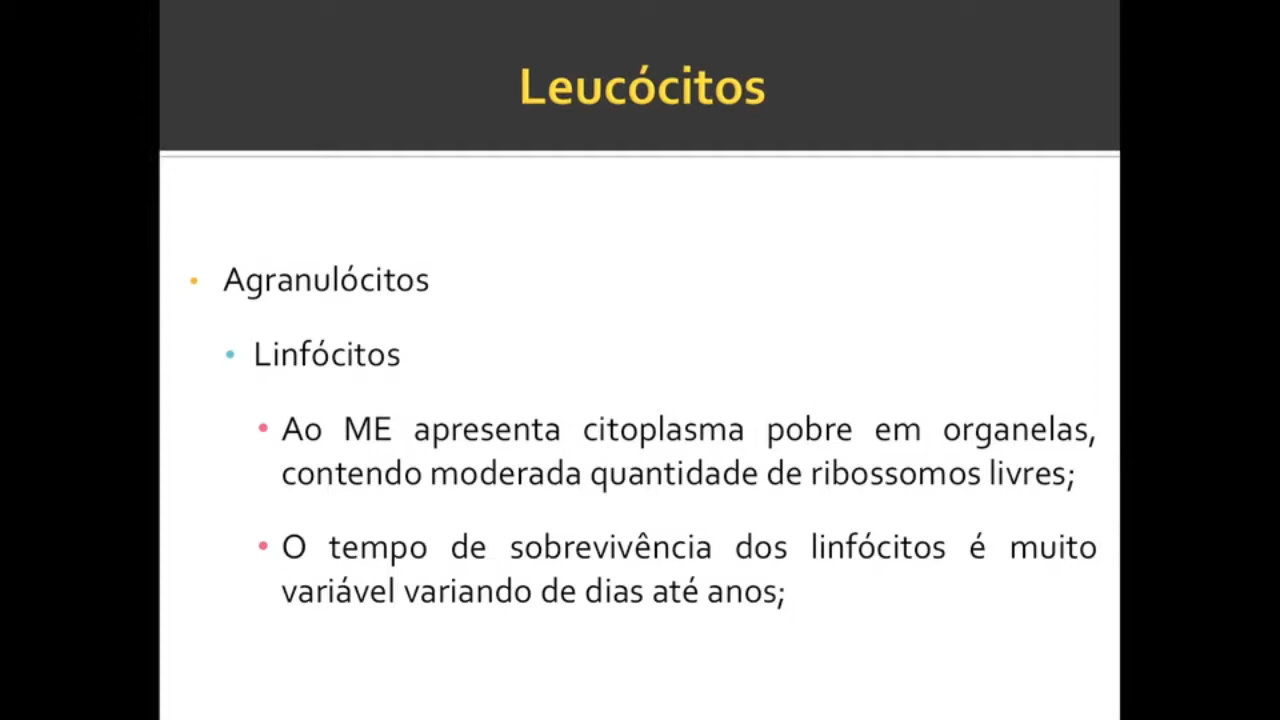 Leucócitos
Agranulócitos
Linfócitos
Ao ME apresenta citoplasma pobre em organelas,
contendo moderada quantidade de ribossomos livres;
O tempo de sobrevivência dos linfócitos é muito
variável variando de dias até anos;